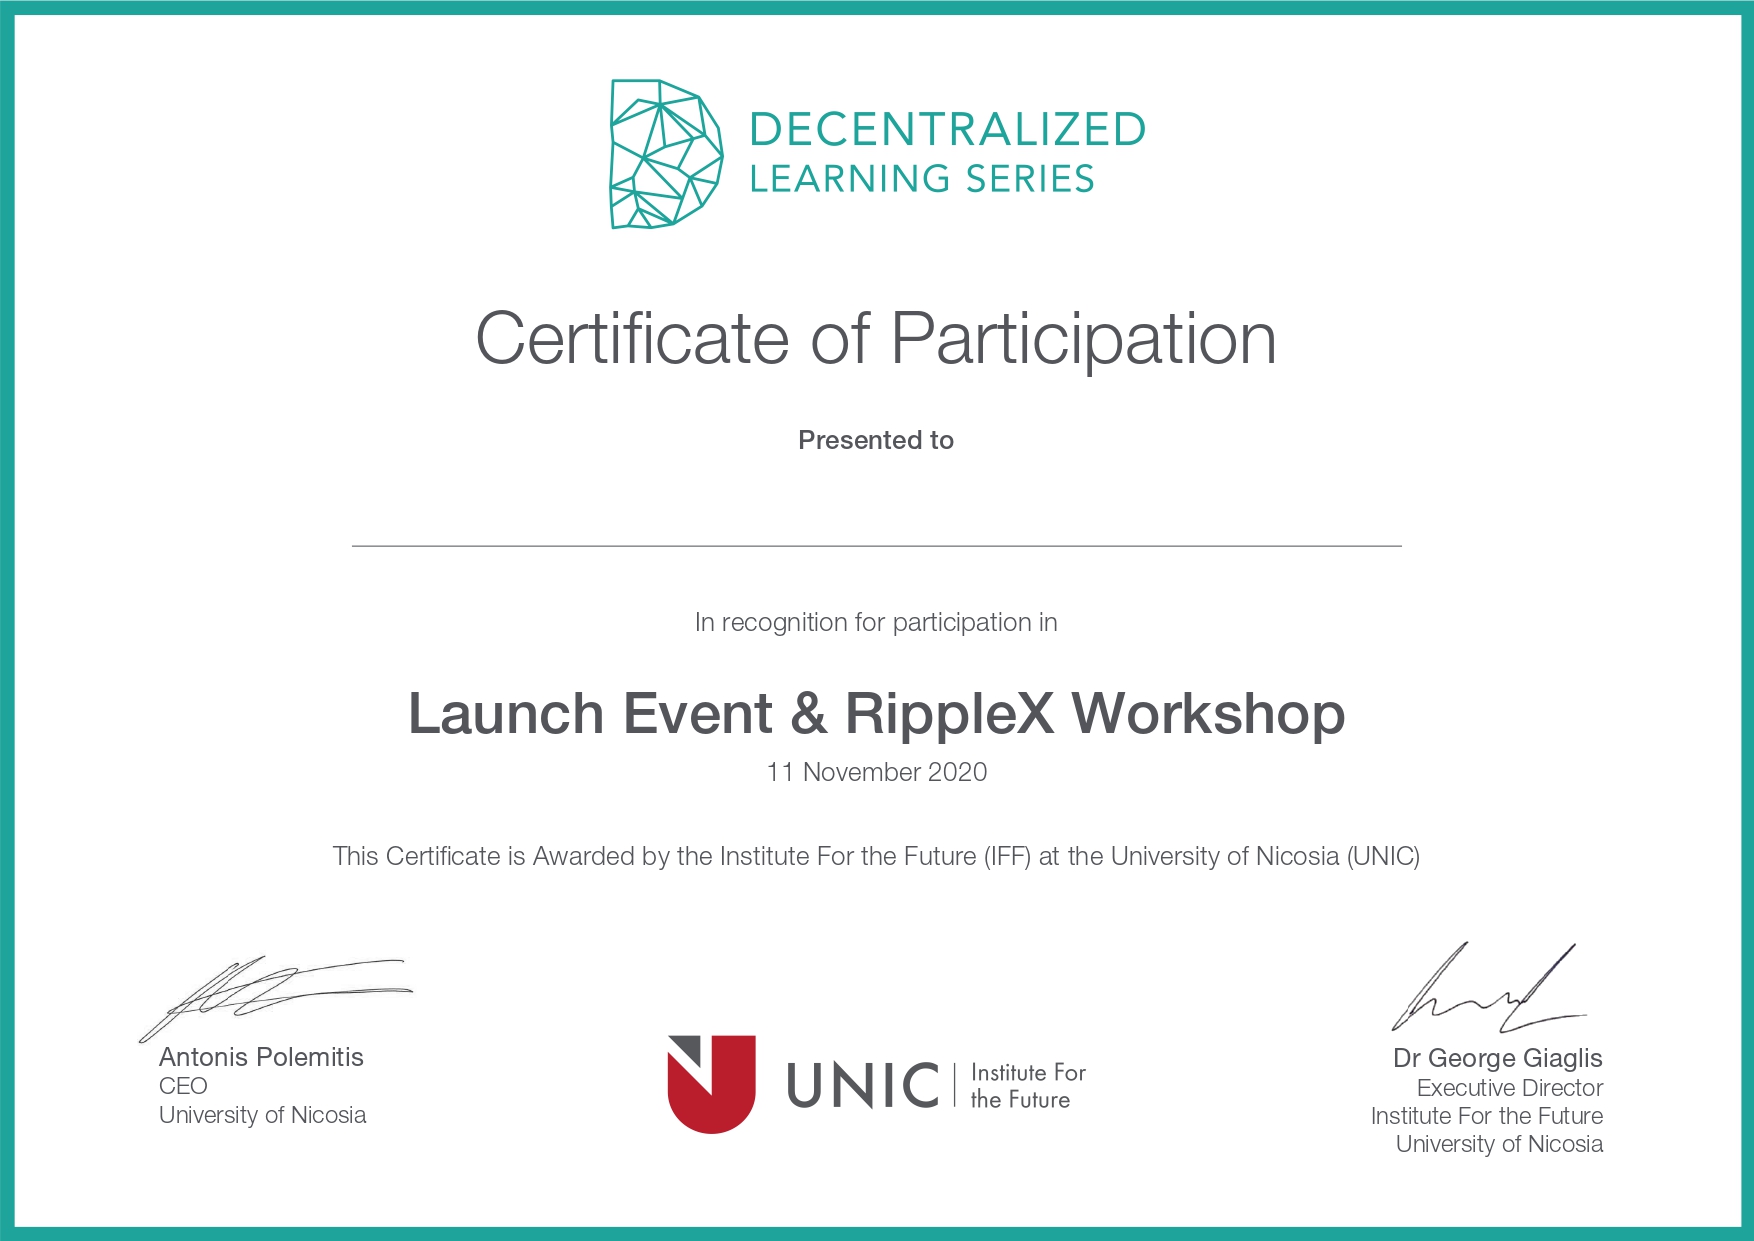 DECENTRALIZED
LEARNING SERIES
Certificate of Participation
Presented to
In recognition for participation in
Launch Event & RippleX Workshop
11 November 2020
This Certificate is Awarded by the Institute For the Future (IFF) at the University of Nicosia (UNIC)
Antonis Polemitis
CEO
University of Nicosia
UNIC
Institute For
the Future
Dr George Giaglis
Executive Director
Institute For the Future
University of Nicosia